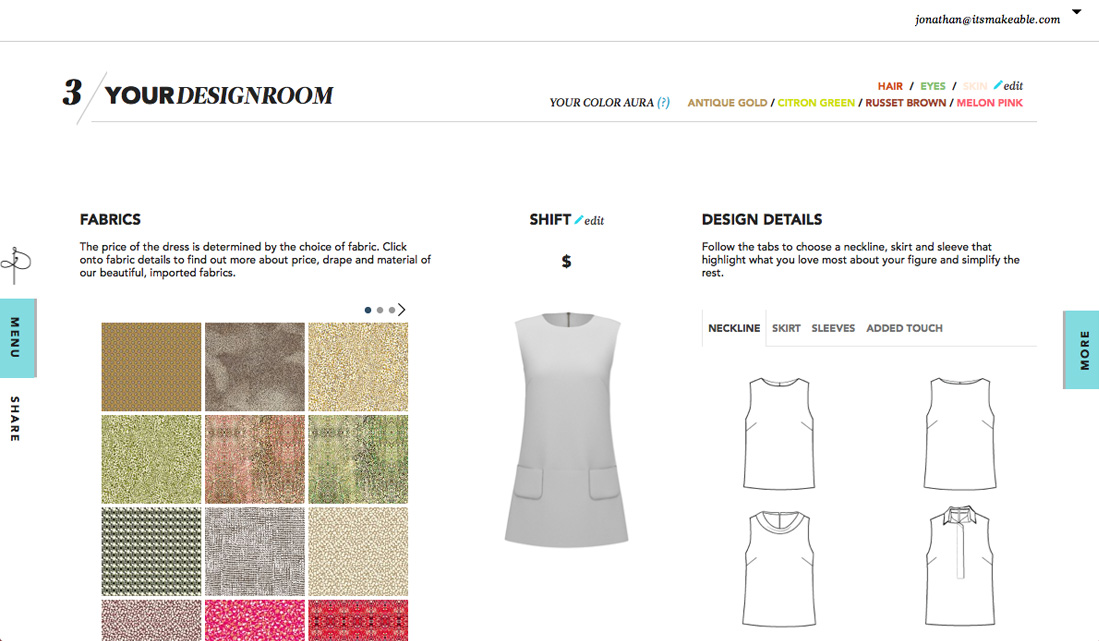 jonathan@itsmakeable.com
3 YOURDESIGNROOM
HAIR / EYES / SKIN edit
YOUR COLOR AURA (?) ANTIQUE GOLD / CITRON GREEN / RUSSET BROWN / MELON PINK
FABRICS
The price of the dress is determined by the choice of fabric. Click
onto fabric details to find out more about price, drape and material of
our beautiful, imported fabrics.
SHIFT edit
$
DESIGN DETAILS
Follow the tabs to choose a neckline, skirt and sleeve that
highlight what you love most about your figure and simplify the
rest.
NECKLINE SKIRT SLEEVES ADDED TOUCH
MENU
SHARE
MORE